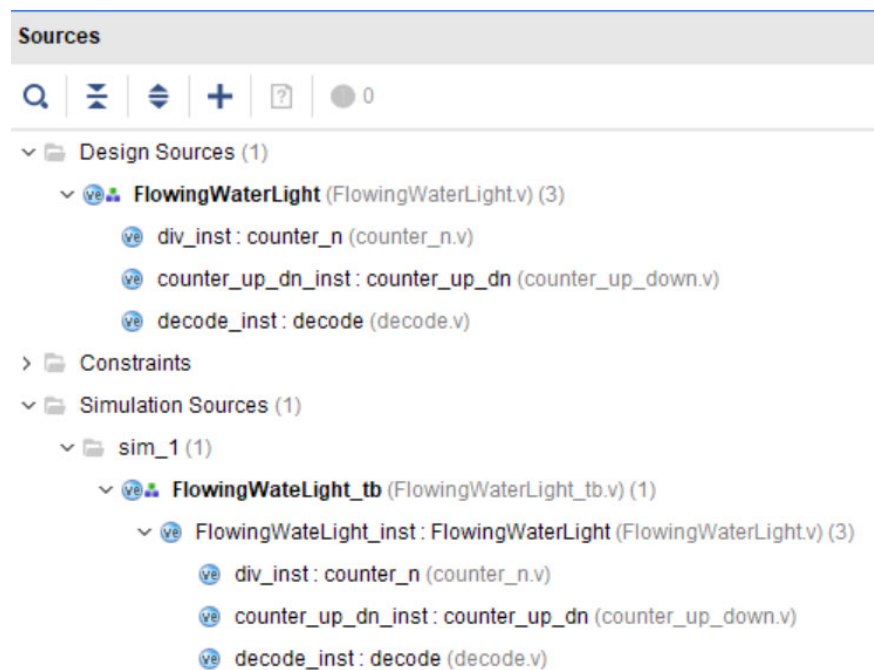 Sources
0
Design Sources (1)
FlowingWaterLight (FlowingWaterLight.v) (3)
div_inst : counter_n (counter_n.v)
counter_up_dn_inst : counter_up_dn (counter_up_down.v)
decode_inst : decode (decode.v)
Constraints
Simulation Sources (1)
sim_1 (1)
FlowingWateLight_tb (FlowingWaterLight_tb.v) (1)
FlowingWateLight_inst : FlowingWaterLight (FlowingWaterLight.v) (3)
div_inst : counter_n (counter_n.v)
counter_up_dn_inst : counter_up_dn (counter_up_down.v)
decode_inst : decode (decode.v)